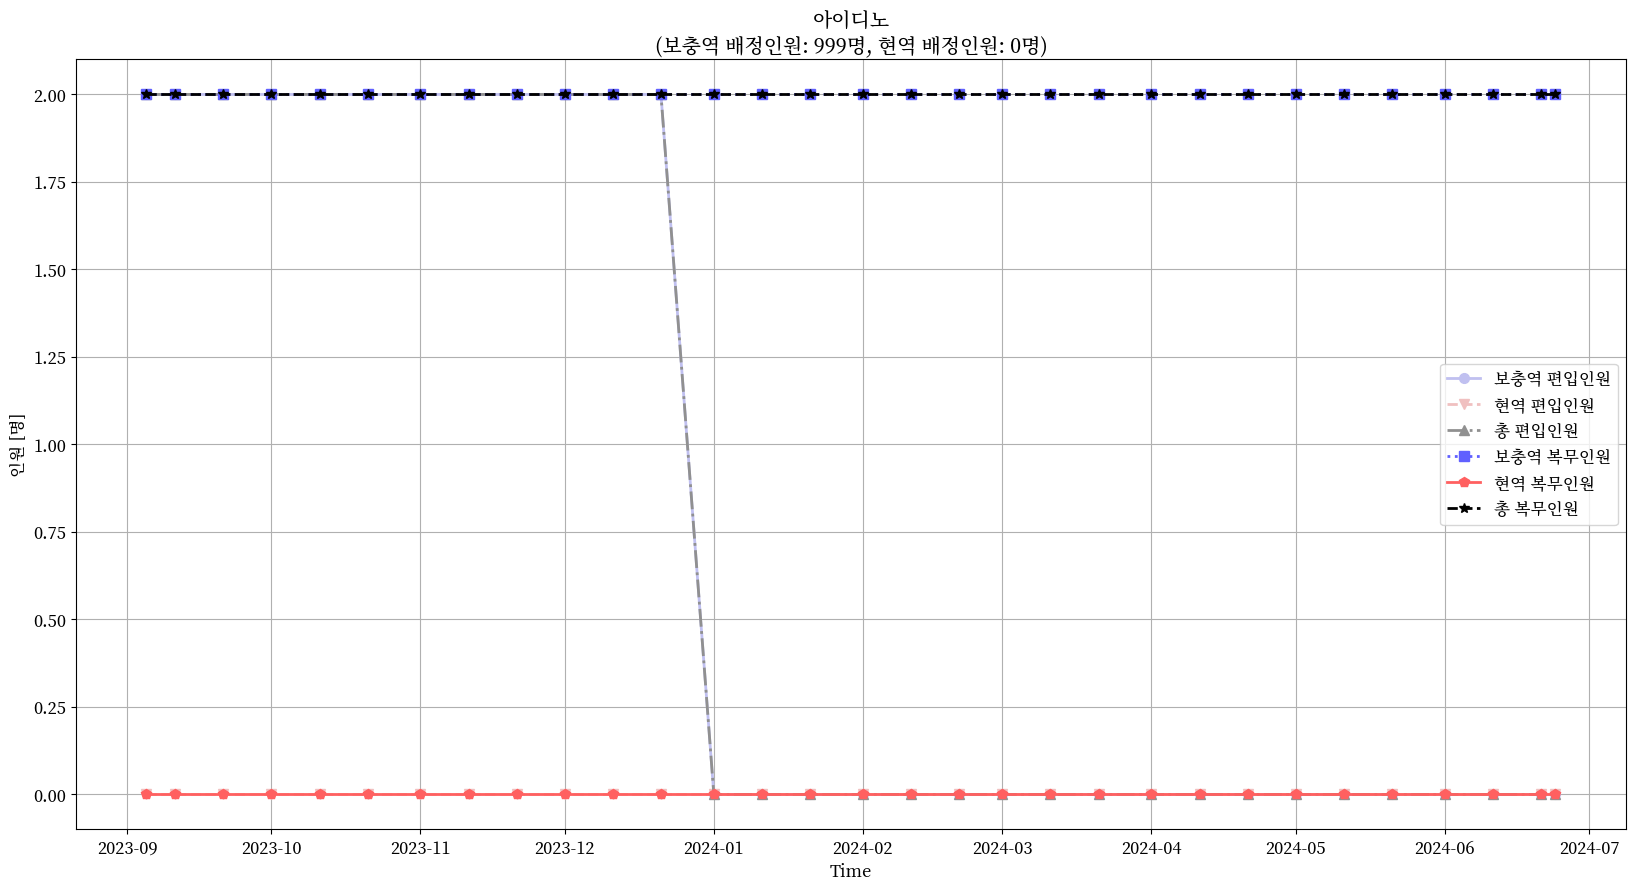 아이디노
(보충역 배정인원: 999명, 현역 배정인원: 0명)
인원 [명]
2.00
1.75
1.50
1.25
1.00
0.75
0.50
0.25
0.00
보충역 편입인원
현역 편입인원
총 편입인원
보충역 복무인원
현역 복무인원
총 복무인원
2023-09 2023-10 2023-11 2023-12 2024-01 2024-02 2024-03 2024-04 2024-05 2024-06 2024-07
Time